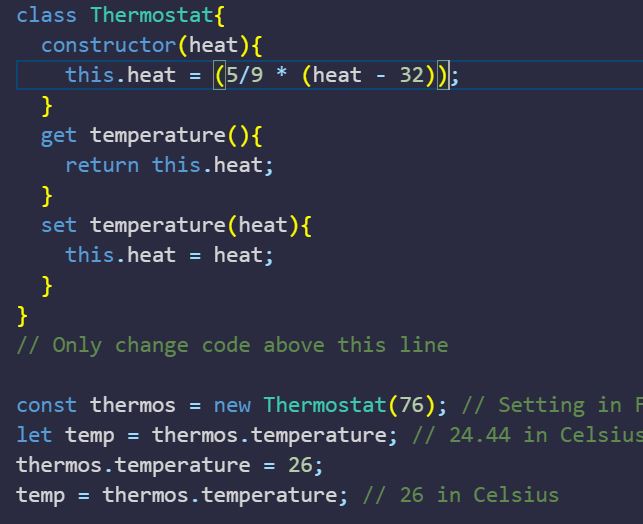 class Thermostat{
  constructor(heat){
    this.heat = (5/9 * (heat - 32));
  }
  get temperature(){
    return this.heat;
  }
  set temperature(heat){
    this.heat = heat;
  }
}
// Only change code above this line

const thermos = new Thermostat(76); // Setting in F
let temp = thermos.temperature; // 24.44 in Celsius
thermos.temperature = 26;
temp = thermos.temperature; // 26 in Celsius